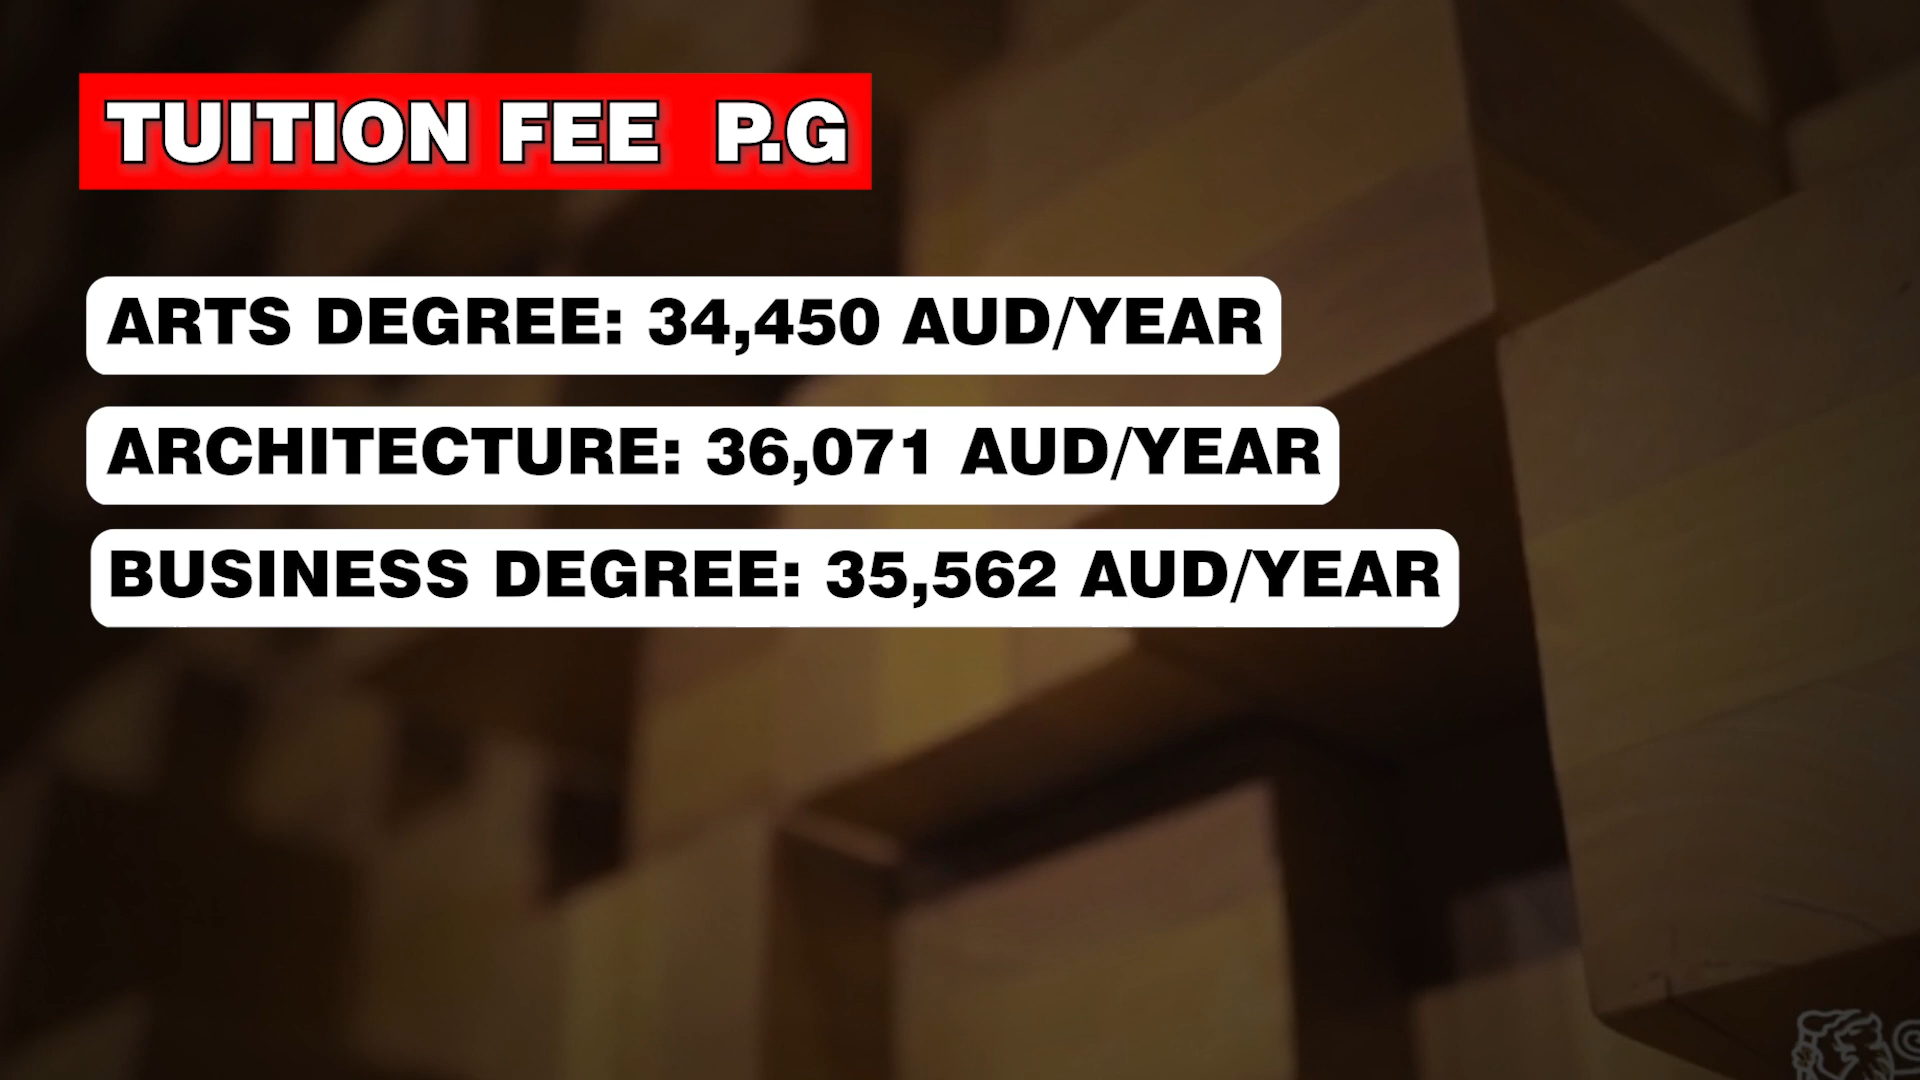 TUITION FEE P.G
ARTS DEGREE: 34,450 AUD/YEAR
ARCHITECTURE: 36,071 AUD/YEAR
BUSINESS DEGREE: 35,562 AUD/YEAR